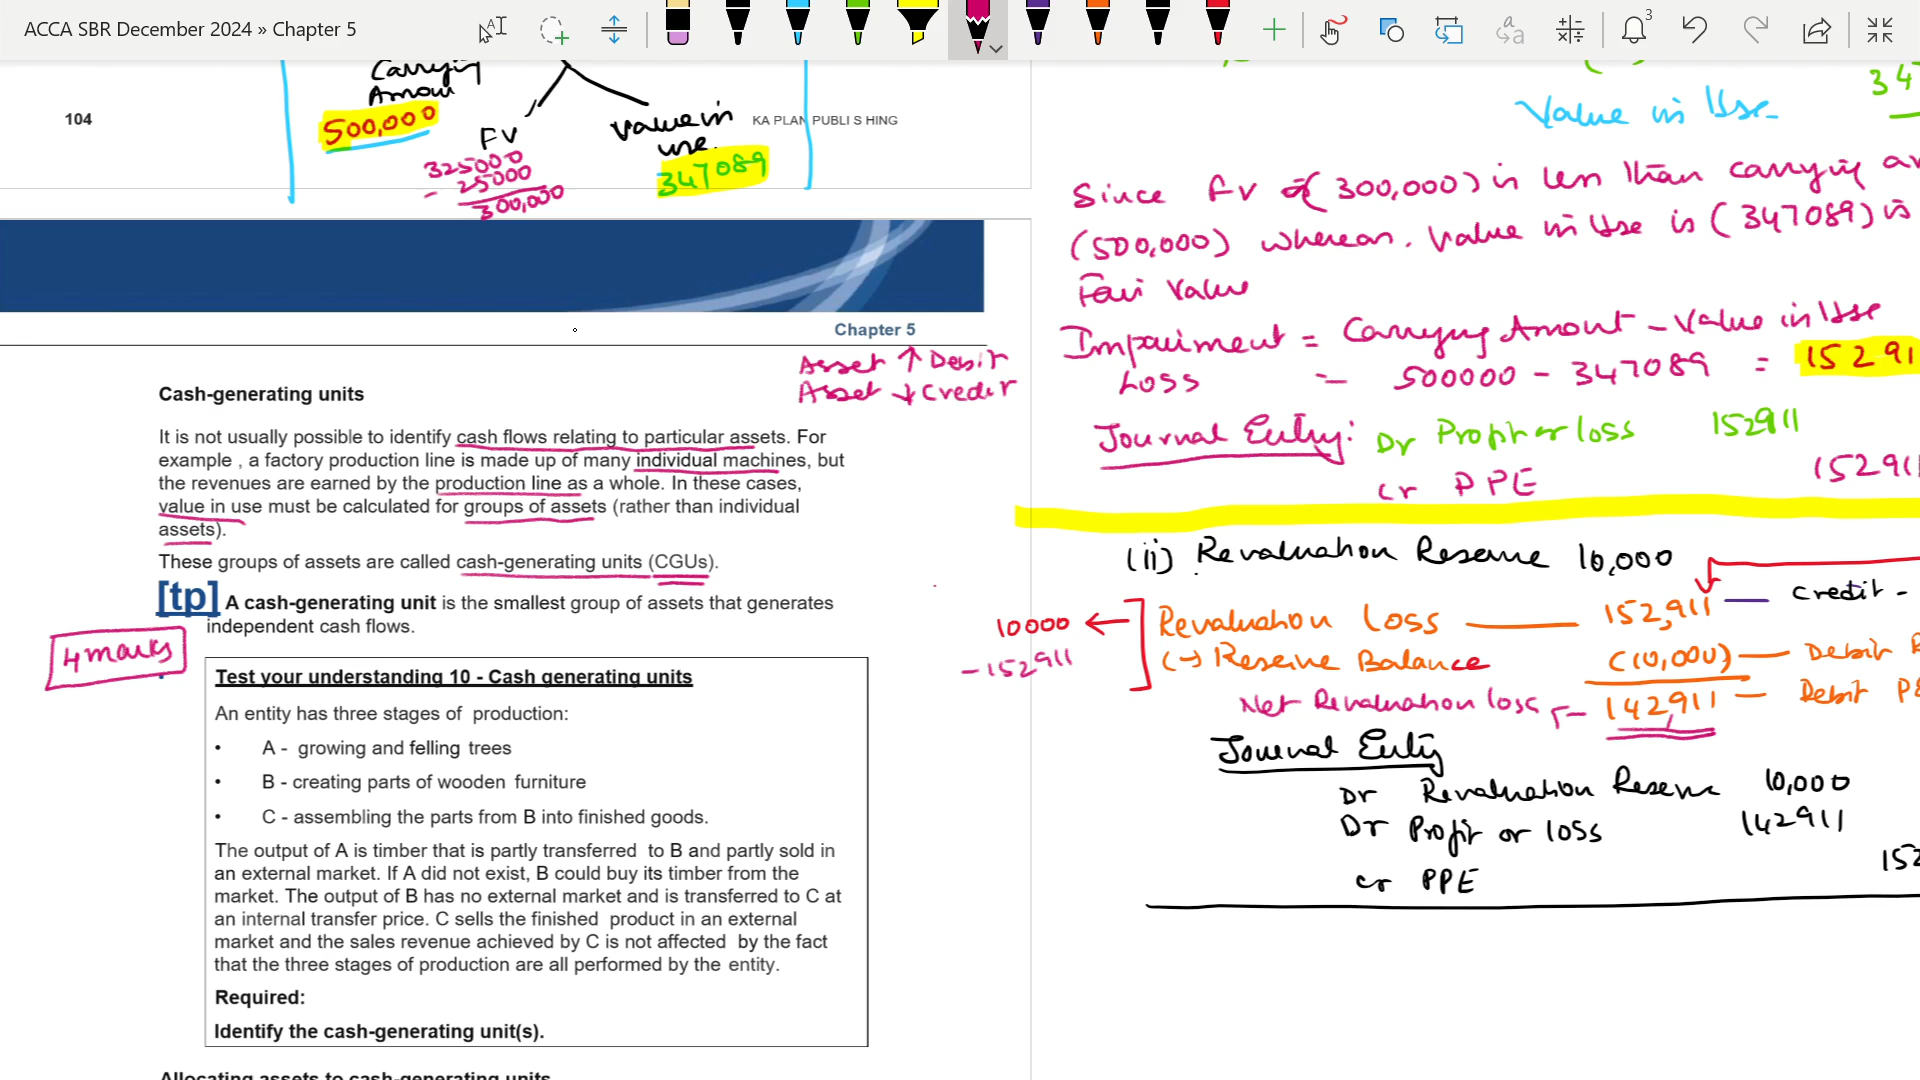 ACCA SBR December 2024 » Chapter 5
3
Carrying
Amoun
500,000
104
FV
325000
- 25000
300,000
Value in
use
347089
KA PLAN PUBLI S HING
Chapter 5
Asset ↑ Debit
Asset ↓ Credit
Cash-generating units
It is not usually possible to identify cash flows relating to particular assets. For
example , a factory production line is made up of many individual machines, but
the revenues are earned by the production line as a whole. In these cases,
value in use must be calculated for groups of assets (rather than individual
assets).
These groups of assets are called cash-generating units (CGUs).
[tp] A cash-generating unit is the smallest group of assets that generates
independent cash flows.
4 marks
Test your understanding 10 - Cash generating units
An entity has three stages of production:
• A - growing and felling trees
• B - creating parts of wooden furniture
• C - assembling the parts from B into finished goods.
The output of A is timber that is partly transferred to B and partly sold in
an external market. If A did not exist, B could buy its timber from the
market. The output of B has no external market and is transferred to C at
an internal transfer price. C sells the finished product in an external
market and the sales revenue achieved by C is not affected by the fact
that the three stages of production are all performed by the entity.
Required:
Identify the cash-generating unit(s).
Allocating assets to cash-generating units
Value in Use
Since FV (300,000) is less than carrying
(500,000) whereas. Value in Use is (347089) is
Fair Value
Impairment = Carrying Amount - Value in Use
Loss = 500000 - 347089 = 152911
Journal Entry: Dr Profit or loss 152911
Cr PPE 152911
(ii) Revaluation Reserve 10,000
Revaluation Loss — 152,911 — Credit -
(-) Reserve Balance (10,000) — Debit
Net Revaluation loss 142911 — Debit
10000
-152911
Journal Entry
Dr Revaluation Reserve 10,000
Dr Profit or loss 142911
Cr PPE